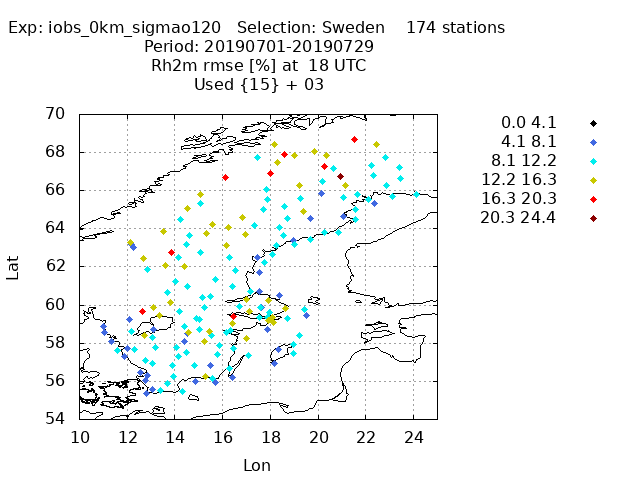 Exp: iobs_0km_sigmao120   Selection: Sweden    174 stations
Period: 20190701-20190729
Rh2m rmse [%] at  18 UTC
Used {15} + 03
0.0 4.1
4.1 8.1
8.1 12.2
12.2 16.3
16.3 20.3
20.3 24.4
Lat
70
68
66
64
62
60
58
56
54
10 12 14 16 18 20 22 24
Lon